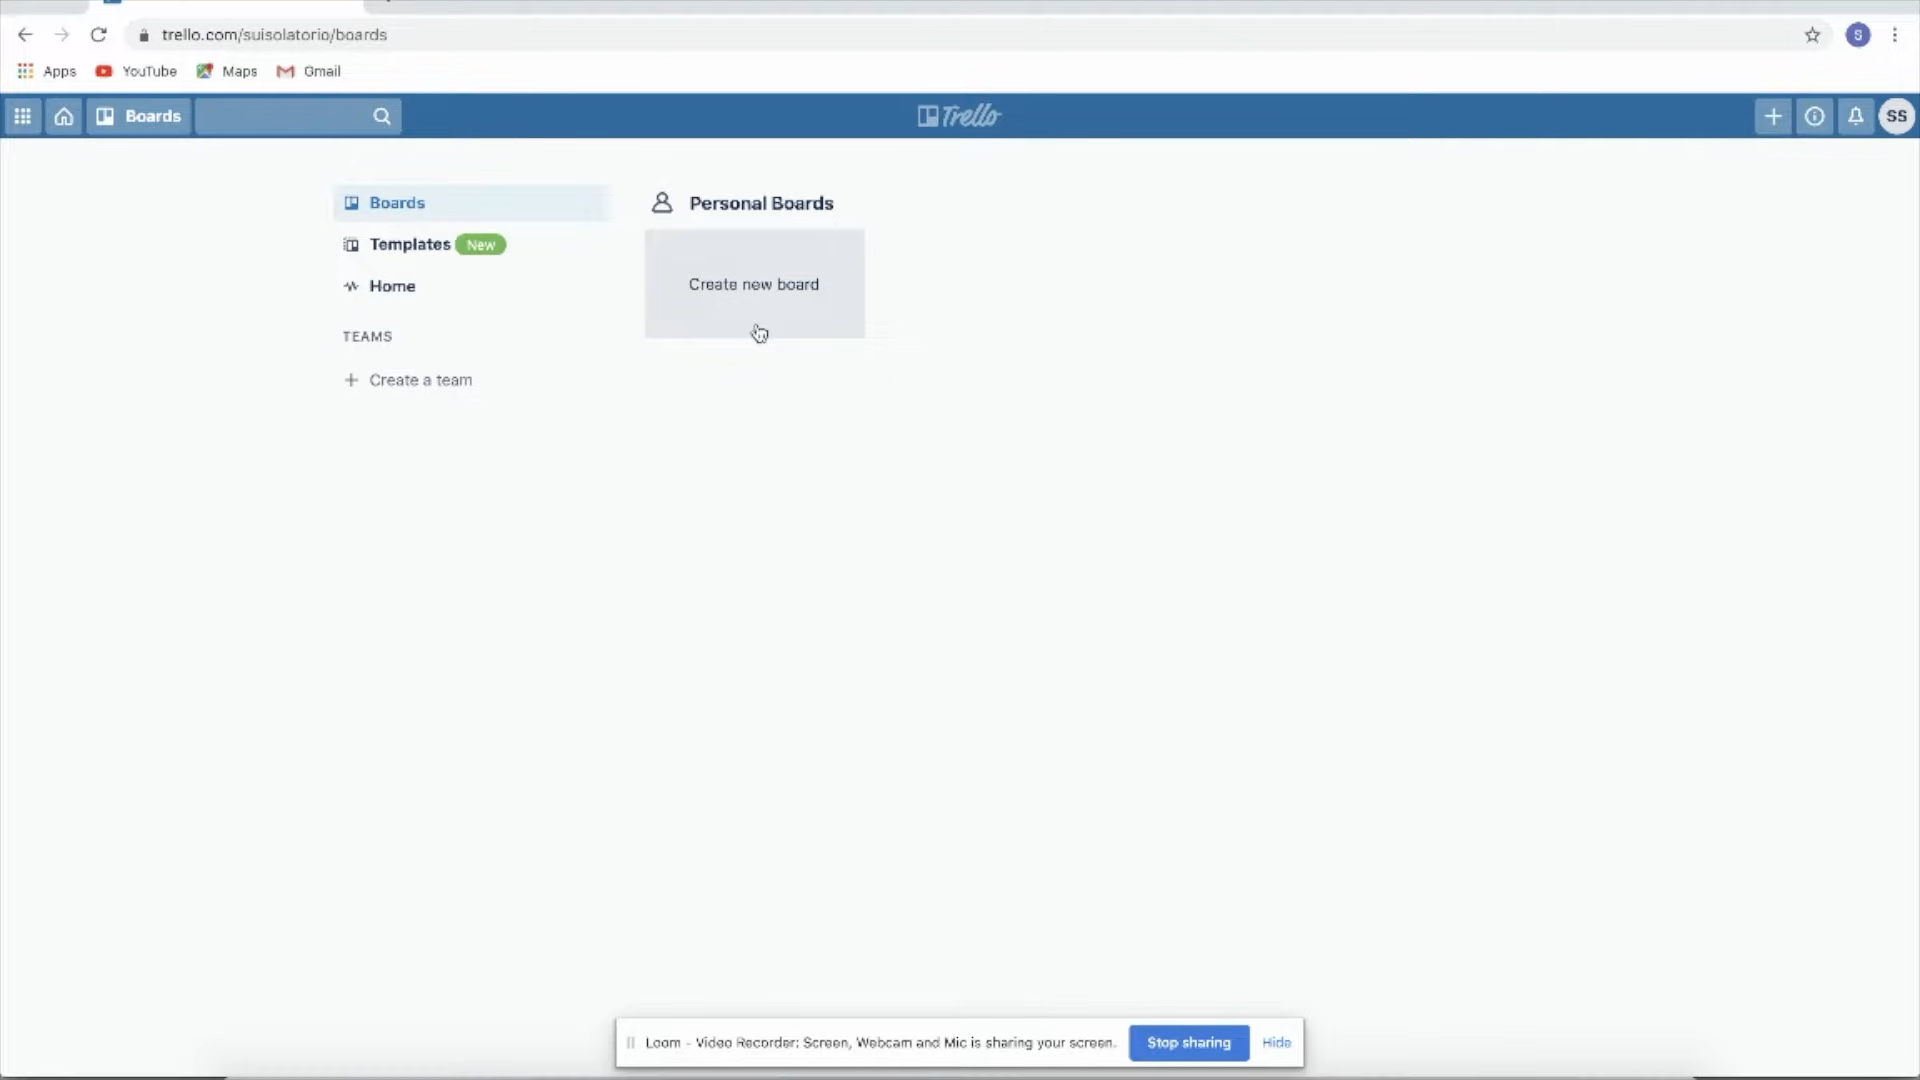 trello.com/suisolatorio/boards
S
Apps YouTube Maps Gmail
Boards Trello SS
Boards
Templates New
Home
TEAMS
+ Create a team
Personal Boards
Create new board
Loom - Video Recorder: Screen, Webcam and Mic is sharing your screen. Stop sharing Hide